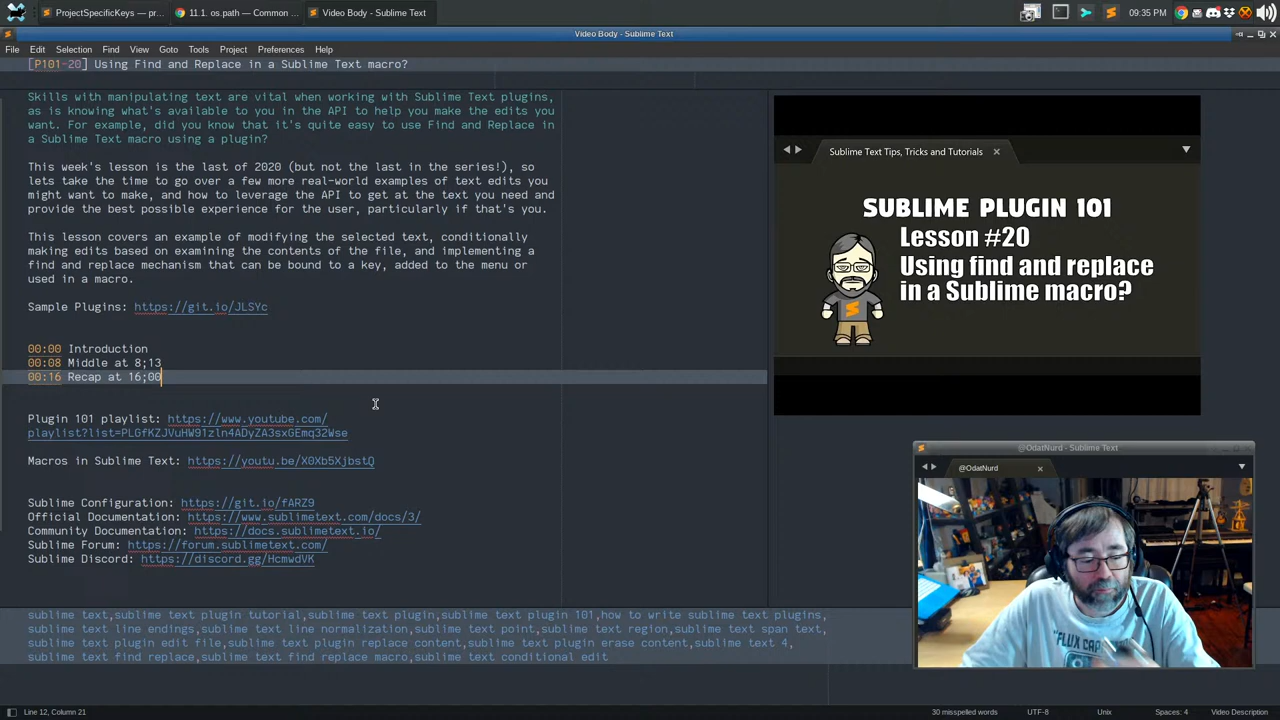 ProjectSpecificKeys — pr...
11.1. os.path — Common ...
Video Body - Sublime Text
09:35 PM
Video Body - Sublime Text
File Edit Selection Find View Goto Tools Project Preferences Help
[P101-20] Using Find and Replace in a Sublime Text macro?
Skills with manipulating text are vital when working with Sublime Text plugins,
as is knowing what's available to you in the API to help you make the edits you
want. For example, did you know that it's quite easy to use Find and Replace in
a Sublime Text macro using a plugin?
This week's lesson is the last of 2020 (but not the last in the series!), so
lets take the time to go over a few more real-world examples of text edits you
might want to make, and how to leverage the API to get at the text you need and
provide the best possible experience for the user, particularly if that's you.
This lesson covers an example of modifying the selected text, conditionally
making edits based on examining the contents of the file, and implementing a
find and replace mechanism that can be bound to a key, added to the menu or
used in a macro.
Sample Plugins: https://git.io/JLSYc
00:00 Introduction
00:08 Middle at 8;13
00:16 Recap at 16;00
Plugin 101 playlist: https://www.youtube.com/
playlist?list=PLGfKZJVuHW91zln4ADyZA3sxGEmq32Wse
Macros in Sublime Text: https://youtu.be/X0Xb5XjbstQ
Sublime Configuration: https://git.io/fARZ9
Official Documentation: https://www.sublimetext.com/docs/3/
Community Documentation: https://docs.sublimetext.io/
Sublime Forum: https://forum.sublimetext.com/
Sublime Discord: https://discord.gg/HcmwdVK
sublime text,sublime text plugin tutorial,sublime text plugin,sublime text plugin 101,how to write sublime text plugins,
sublime text line endings,sublime text line normalization,sublime text point,sublime text region,sublime text span text,
sublime text plugin edit file,sublime text plugin replace content,sublime text plugin erase content,sublime text 4,
sublime text find replace,sublime text find replace macro,sublime text conditional edit
Sublime Text Tips, Tricks and Tutorials
SUBLIME PLUGIN 101
Lesson #20
Using find and replace
in a Sublime macro?
@OdatNurd - Sublime Text
@OdatNurd
"FLUX CAP
Line 12, Column 21
30 misspelled words
UTF-8
Unix
Spaces: 4
Video Description